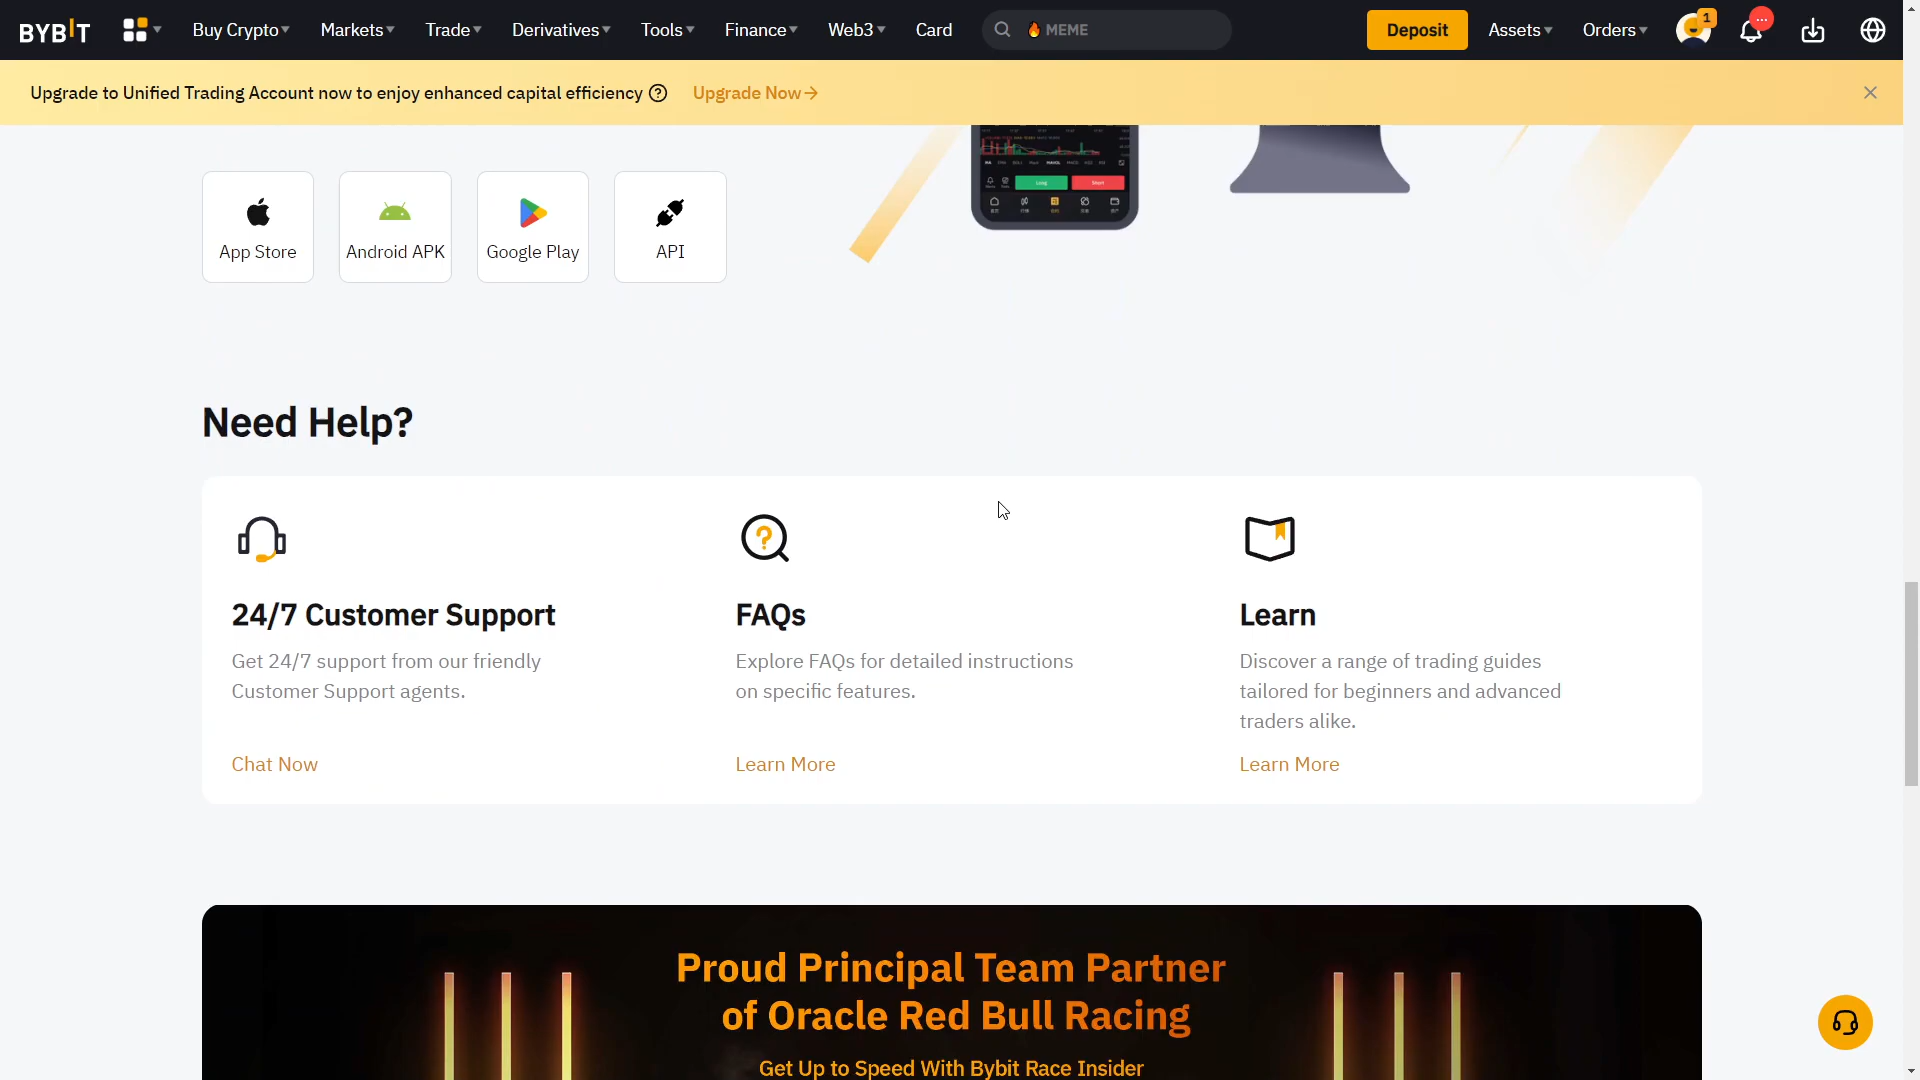 BYBIT Buy Crypto Markets Trade Derivatives Tools Finance Web3 Card 🔥 MEME Deposit Assets Orders 1 ...
Upgrade to Unified Trading Account now to enjoy enhanced capital efficiency ? Upgrade Now→
Long Short
App Store Android APK Google Play API
Need Help?
24/7 Customer Support
Get 24/7 support from our friendly
Customer Support agents.
Chat Now
FAQs
Explore FAQs for detailed instructions
on specific features.
Learn More
Learn
Discover a range of trading guides
tailored for beginners and advanced
traders alike.
Learn More
Proud Principal Team Partner
of Oracle Red Bull Racing
Get Up to Speed With Bybit Race Insider